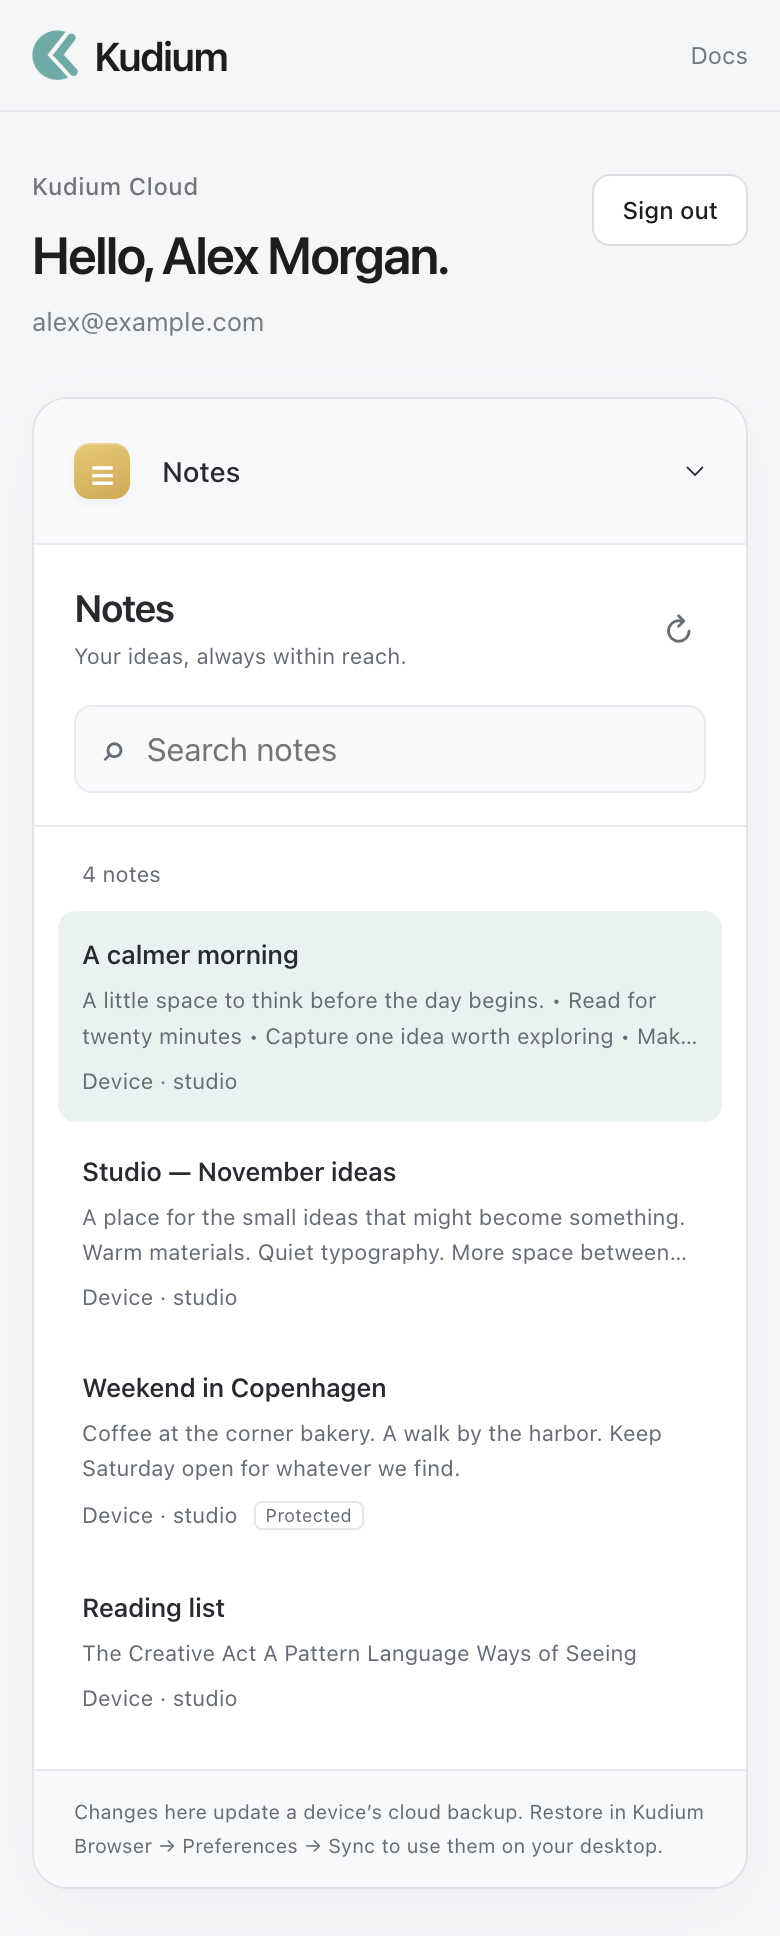 Kudium
Docs
Kudium Cloud
Sign out
Hello, Alex Morgan.
alex@example.com
Notes
Notes
Your ideas, always within reach.
Search notes
4 notes
A calmer morning
A little space to think before the day begins. • Read for
twenty minutes • Capture one idea worth exploring • Mak...
Device · studio
Studio — November ideas
A place for the small ideas that might become something.
Warm materials. Quiet typography. More space between...
Device · studio
Weekend in Copenhagen
Coffee at the corner bakery. A walk by the harbor. Keep
Saturday open for whatever we find.
Device · studio Protected
Reading list
The Creative Act A Pattern Language Ways of Seeing
Device · studio
Changes here update a device’s cloud backup. Restore in Kudium
Browser → Preferences → Sync to use them on your desktop.